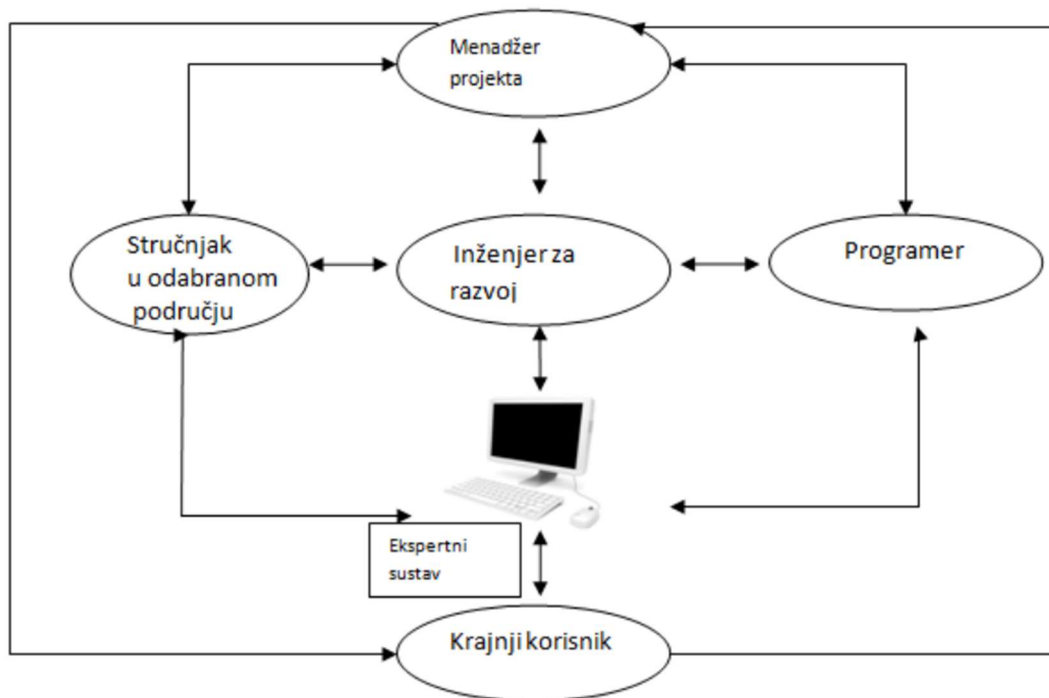 Menadžer
projekta
Stručnjak
u odabranom
području
Inženjer za
razvoj
Programer
Ekspertni
sustav
Krajnji korisnik